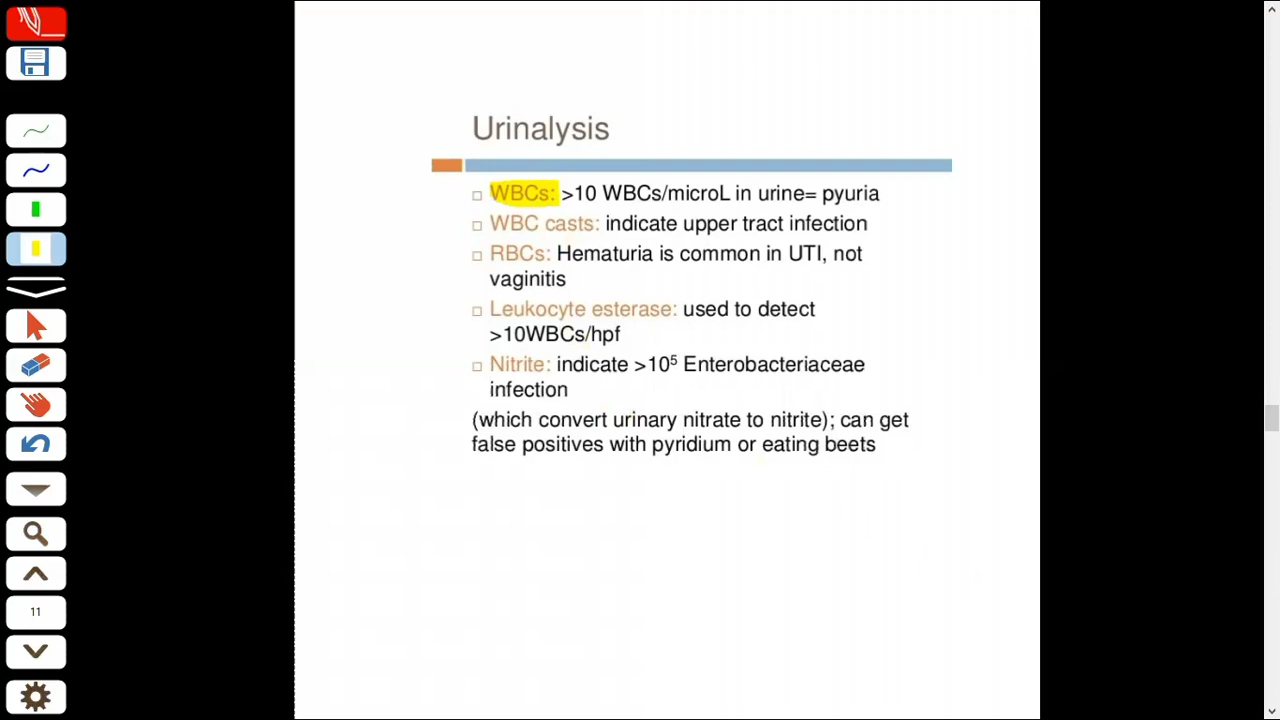 Urinalysis
WBCs: >10 WBCs/microL in urine= pyuria
WBC casts: indicate upper tract infection
RBCs: Hematuria is common in UTI, not
vaginitis
Leukocyte esterase: used to detect
>10WBCs/hpf
Nitrite: indicate >10⁵ Enterobacteriaceae
infection
(which convert urinary nitrate to nitrite); can get
false positives with pyridium or eating beets
11